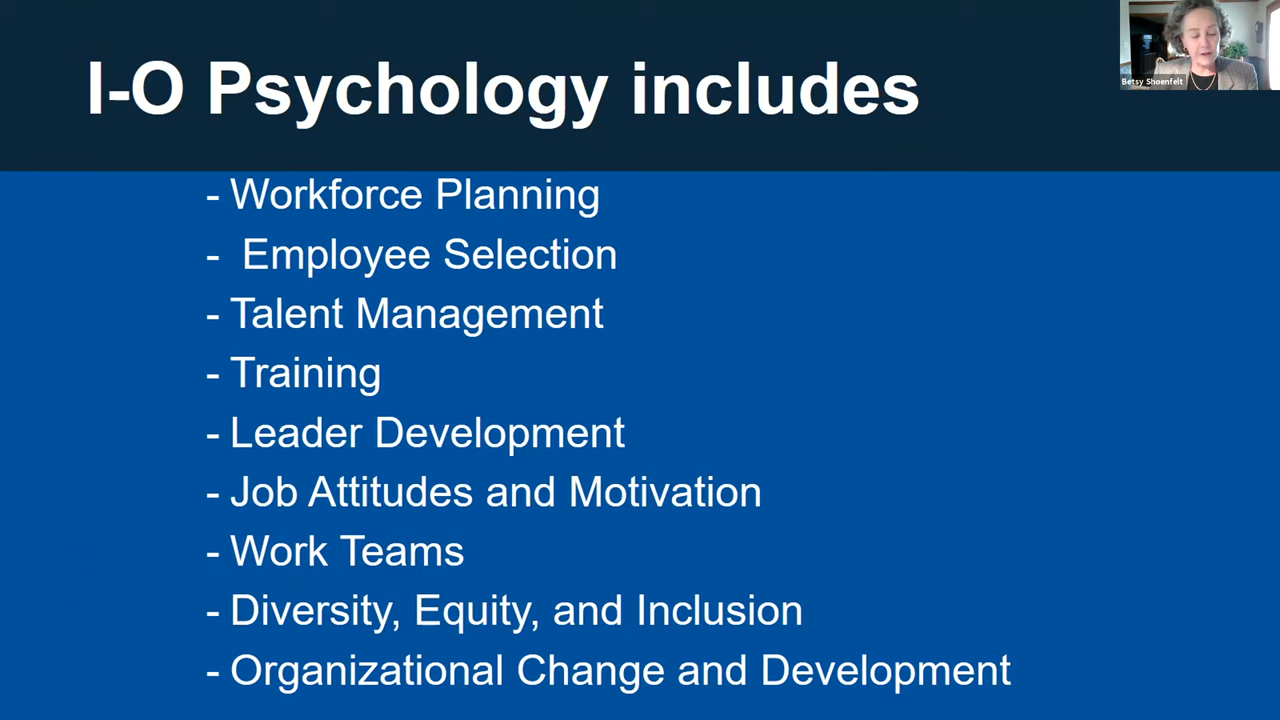 I-O Psychology includes
Betsy Shoenfelt
- Workforce Planning
- Employee Selection
- Talent Management
- Training
- Leader Development
- Job Attitudes and Motivation
- Work Teams
- Diversity, Equity, and Inclusion
- Organizational Change and Development